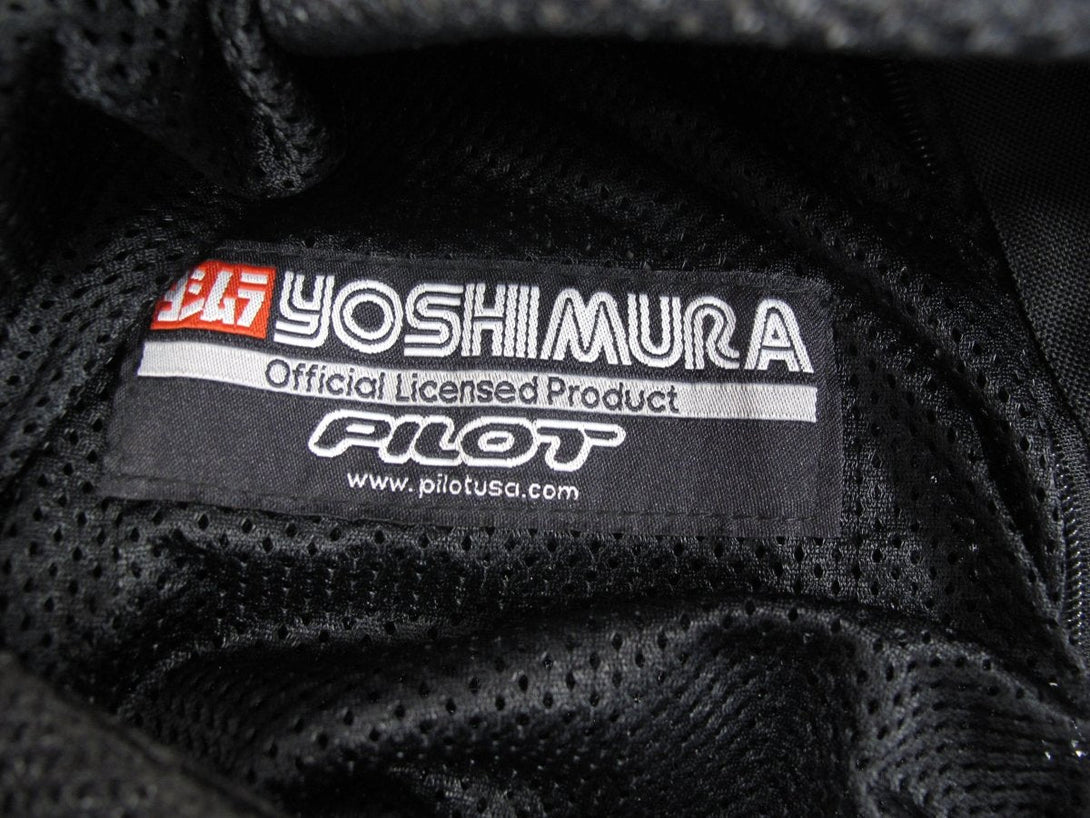 ヨシムラ YOSHIMURA
Official Licensed Product
PILOT
www.pilotusa.com